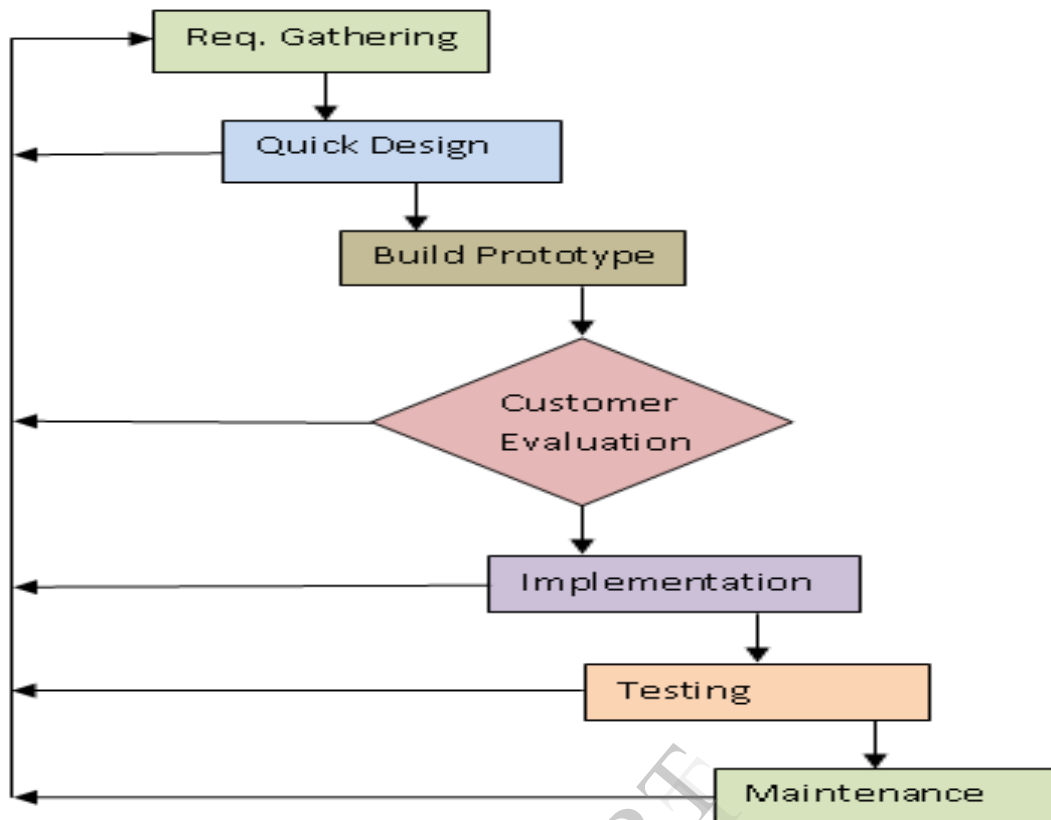 Req. Gathering
Quick Design
Build Prototype
Customer
Evaluation
Implementation
Testing
Maintenance